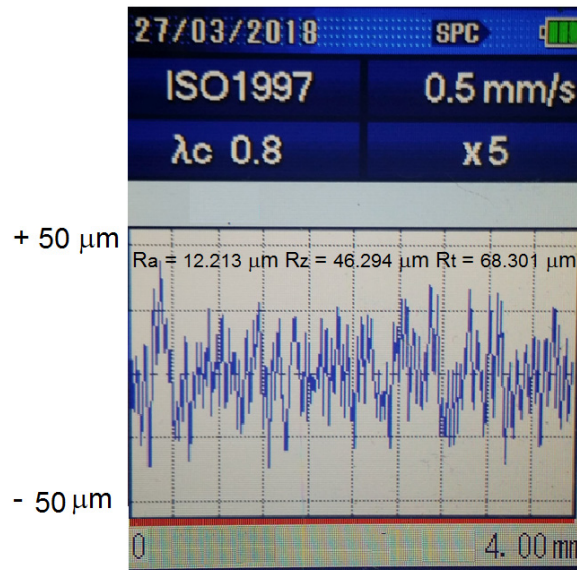 27/03/2018 SPC
ISO1997 0.5 mm/s
λc 0.8 x5
+ 50 μm
Ra = 12.213 μm Rz = 46.294 μm Rt = 68.301 μm
- 50 μm
0 4.00 mm